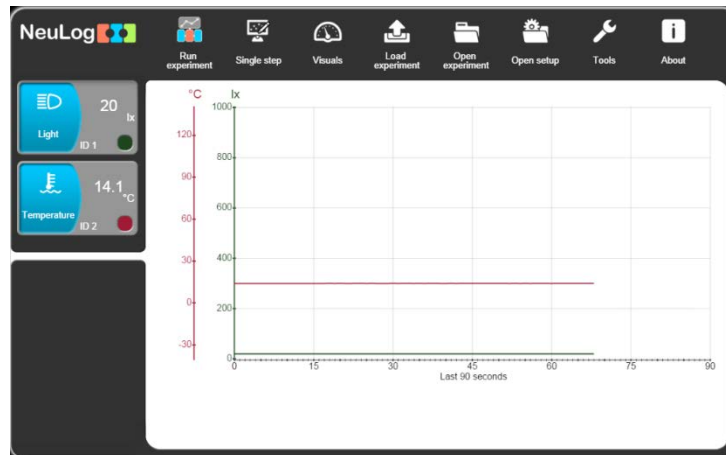 NeuLog
Run
experiment
Single step
Visuals
Load
experiment
Open
experiment
Open setup
Tools
About
20
lx
Light
ID 1
14.1
°C
Temperature
ID 2
°C
lx
120
90
60
30
0
-30
1000
800
600
400
200
0
0
15
30
45
60
75
90
Last 90 seconds